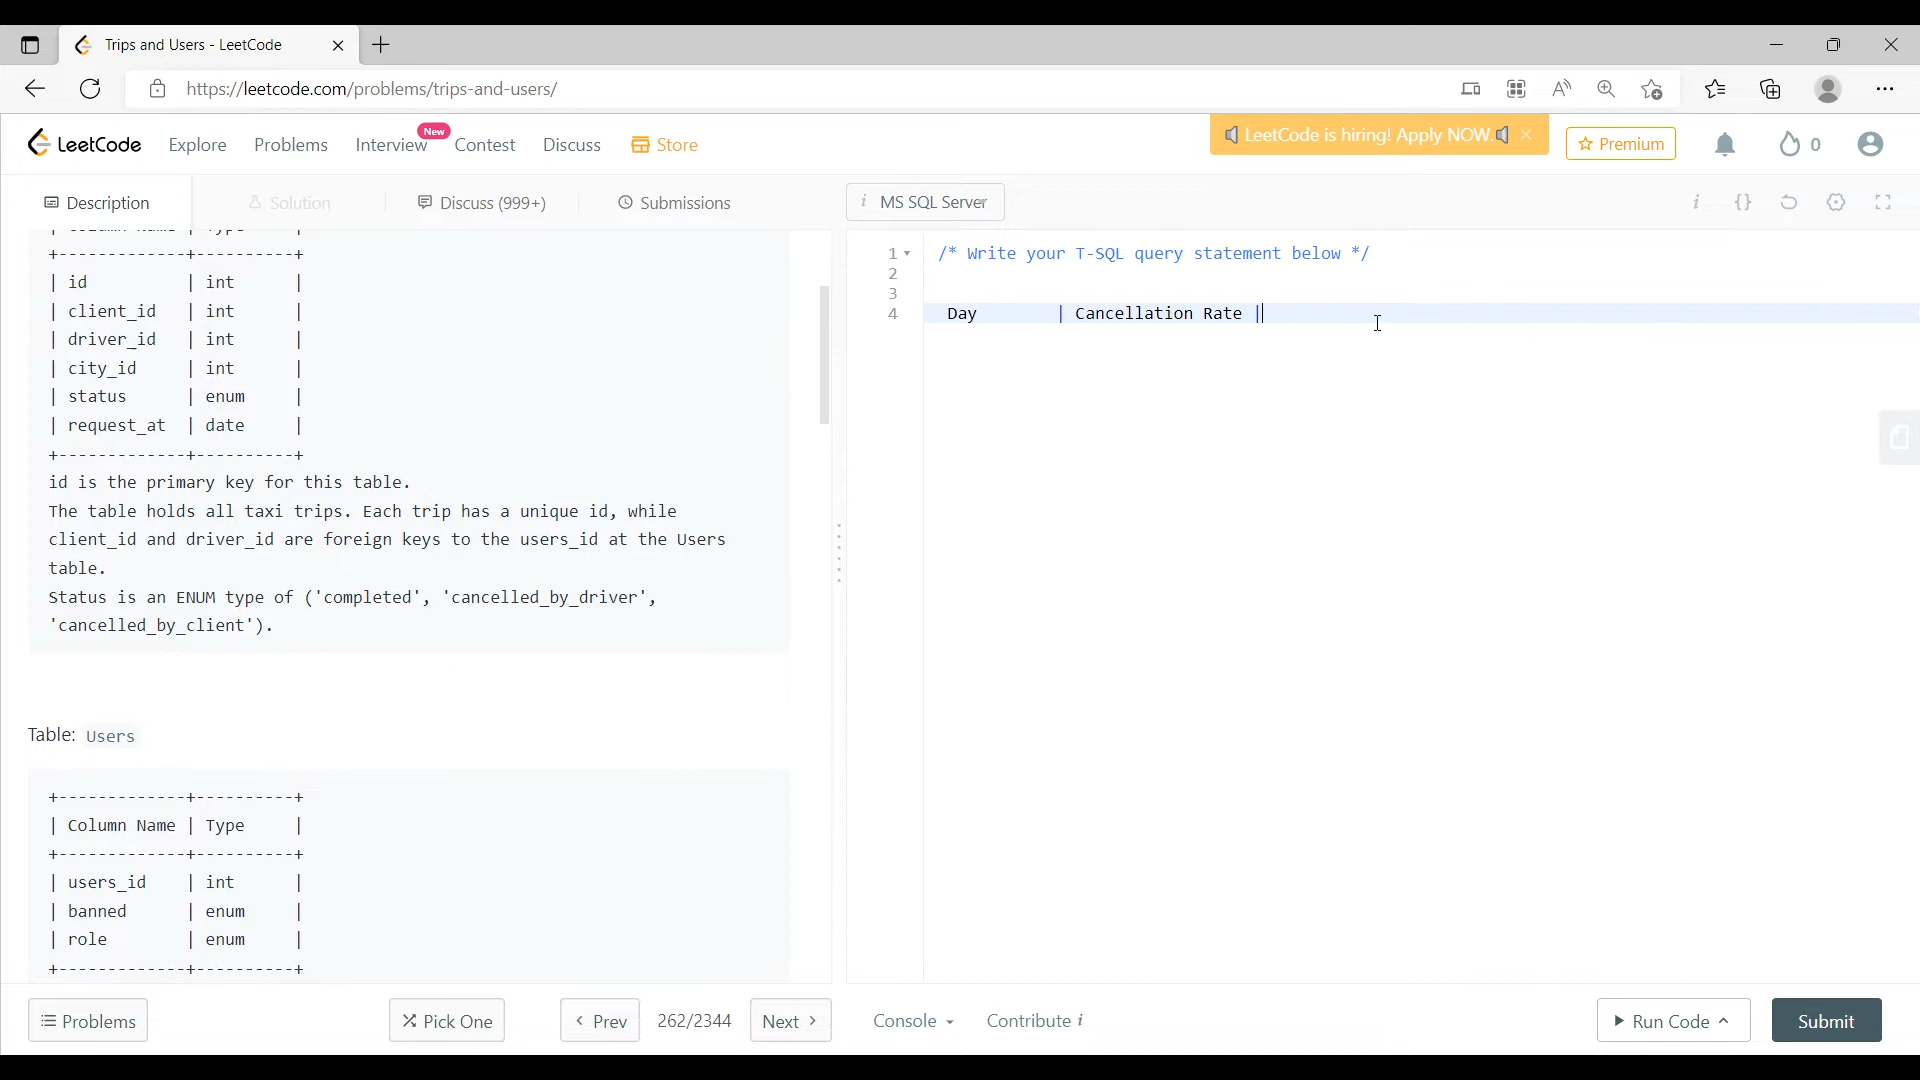 Trips and Users - LeetCode
https://leetcode.com/problems/trips-and-users/
LeetCode
Explore
Problems
Interview
New
Contest
Discuss
Store
LeetCode is hiring! Apply NOW.
Premium
0
Description
Solution
Discuss (999+)
Submissions
i MS SQL Server
i {}
| Column Name | Type |
+-------------+----------+
| id | int |
| client_id | int |
| driver_id | int |
| city_id | int |
| status | enum |
| request_at | date |
+-------------+----------+
id is the primary key for this table.
The table holds all taxi trips. Each trip has a unique id, while
client_id and driver_id are foreign keys to the users_id at the Users
table.
Status is an ENUM type of ('completed', 'cancelled_by_driver',
'cancelled_by_client').
Table: Users
+-------------+----------+
| Column Name | Type |
+-------------+----------+
| users_id | int |
| banned | enum |
| role | enum |
+-------------+----------+
1 /* Write your T-SQL query statement below */
2
3
4 Day | Cancellation Rate |
Problems
Pick One
< Prev
262/2344
Next >
Console
Contribute i
Run Code
Submit